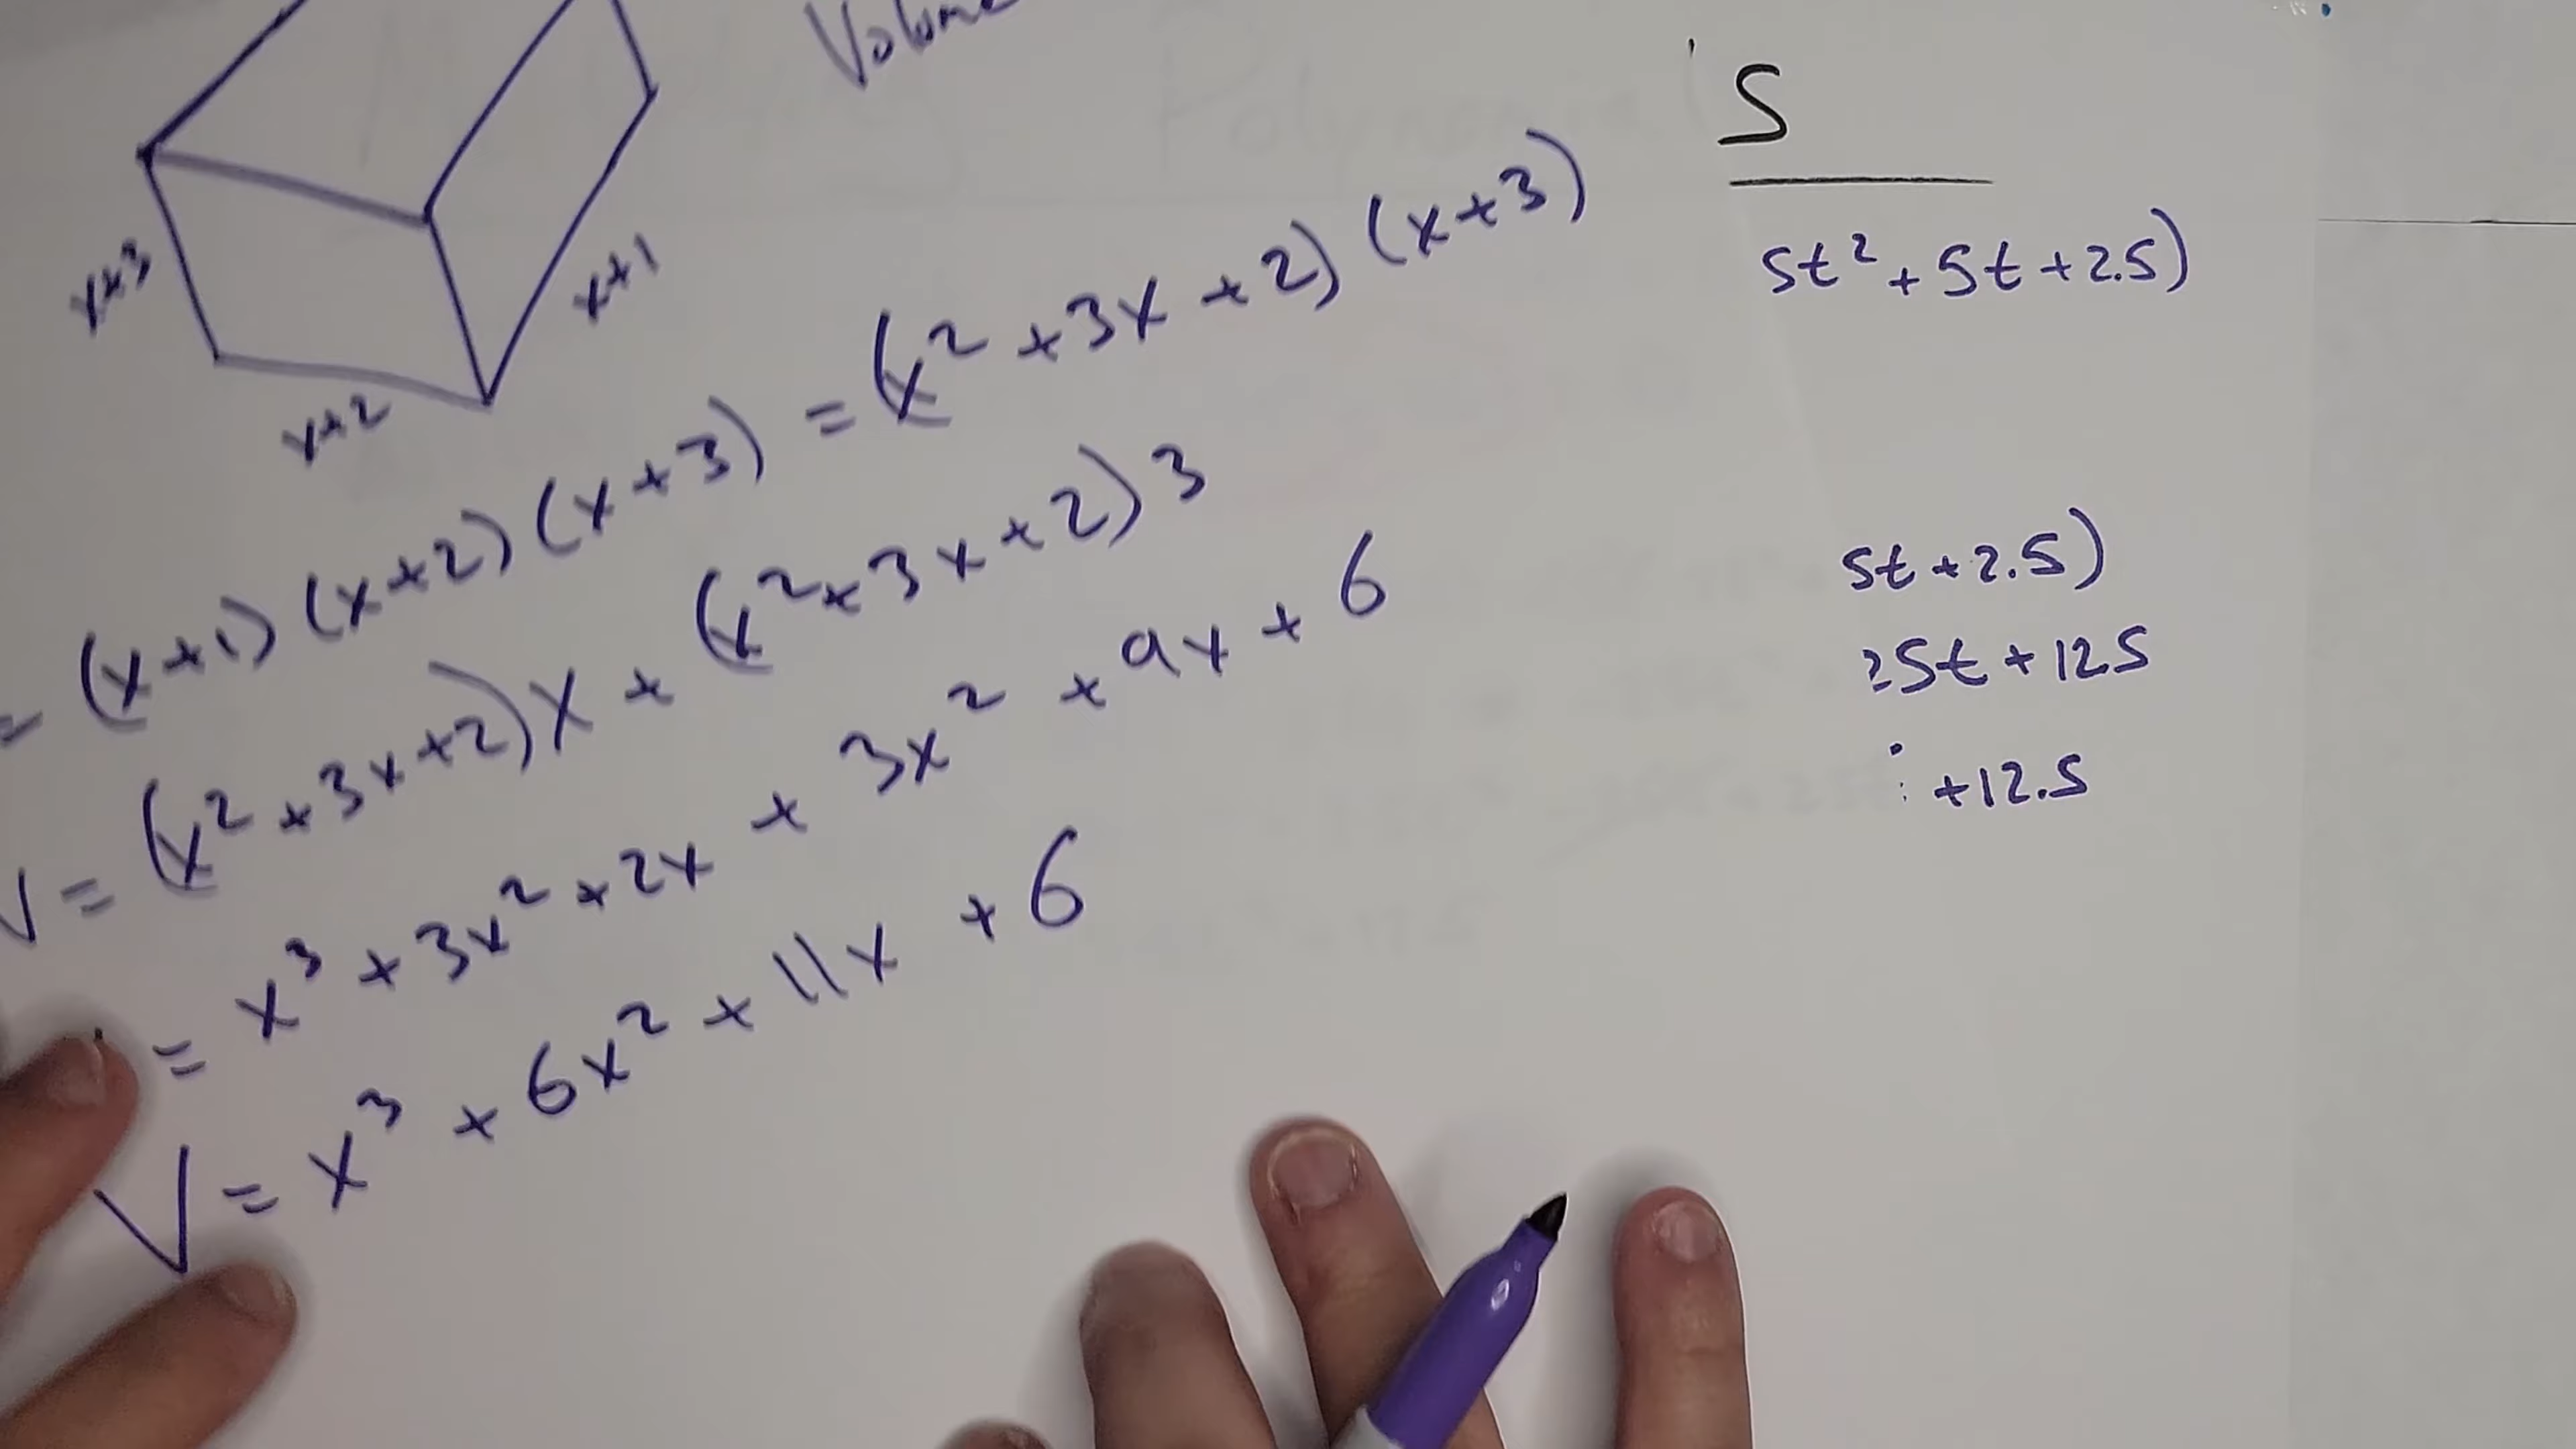 Volume
x+3
x+1
x+2
= (x+1)(x+2)(x+3) = (x² + 3x + 2)(x+3)
V = (x² + 3x + 2)x + (x² + 3x + 2)3
= x³ + 3x² + 2x + 3x² + 9x + 6
V = x³ + 6x² + 11x + 6
S
5t² + 5t + 2.5)
5t + 2.5)
25t + 125
+12.5